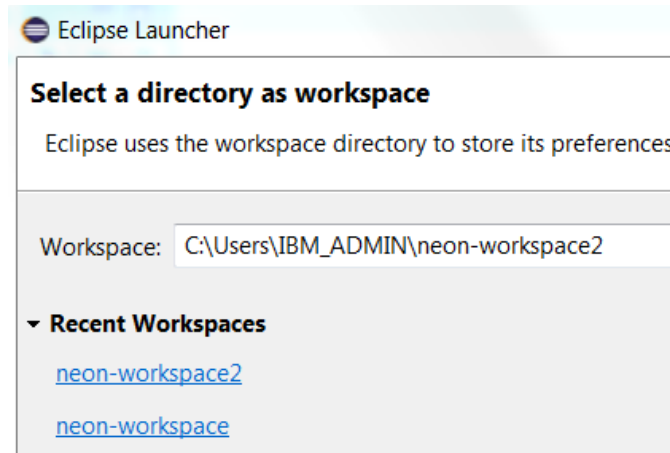 Eclipse Launcher
Select a directory as workspace
Eclipse uses the workspace directory to store its preferences
Workspace: C:\Users\IBM_ADMIN\neon-workspace2
Recent Workspaces
neon-workspace2
neon-workspace